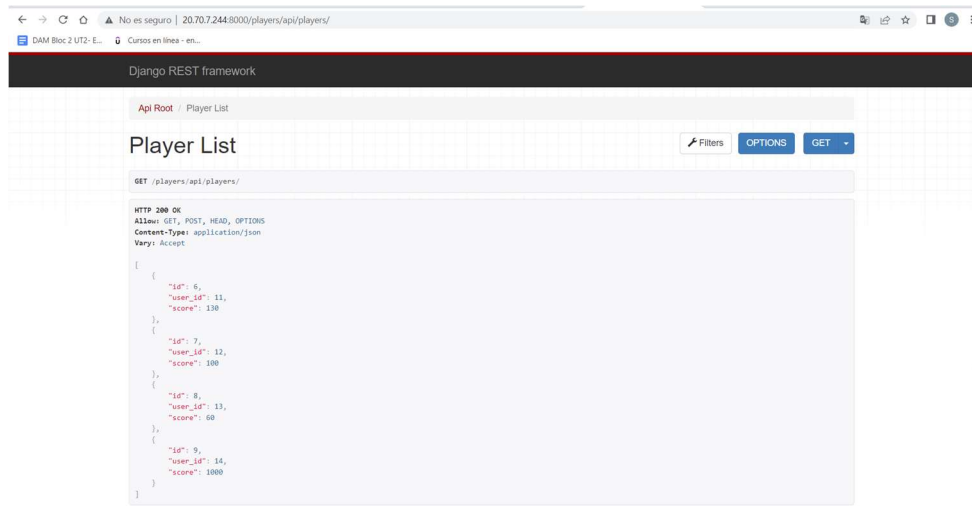 No es seguro | 20.70.7.244:8000/players/api/players/
S
DAM Bloc 2 UT2- E... Cursos en línea - en...
Django REST framework
Api Root / Player List
Player List
Filters OPTIONS GET
GET /players/api/players/
HTTP 200 OK
Allow: GET, POST, HEAD, OPTIONS
Content-Type: application/json
Vary: Accept
[
{
"id": 6,
"user_id": 11,
"score": 130
},
{
"id": 7,
"user_id": 12,
"score": 100
},
{
"id": 8,
"user_id": 13,
"score": 60
},
{
"id": 9,
"user_id": 14,
"score": 1000
}
]